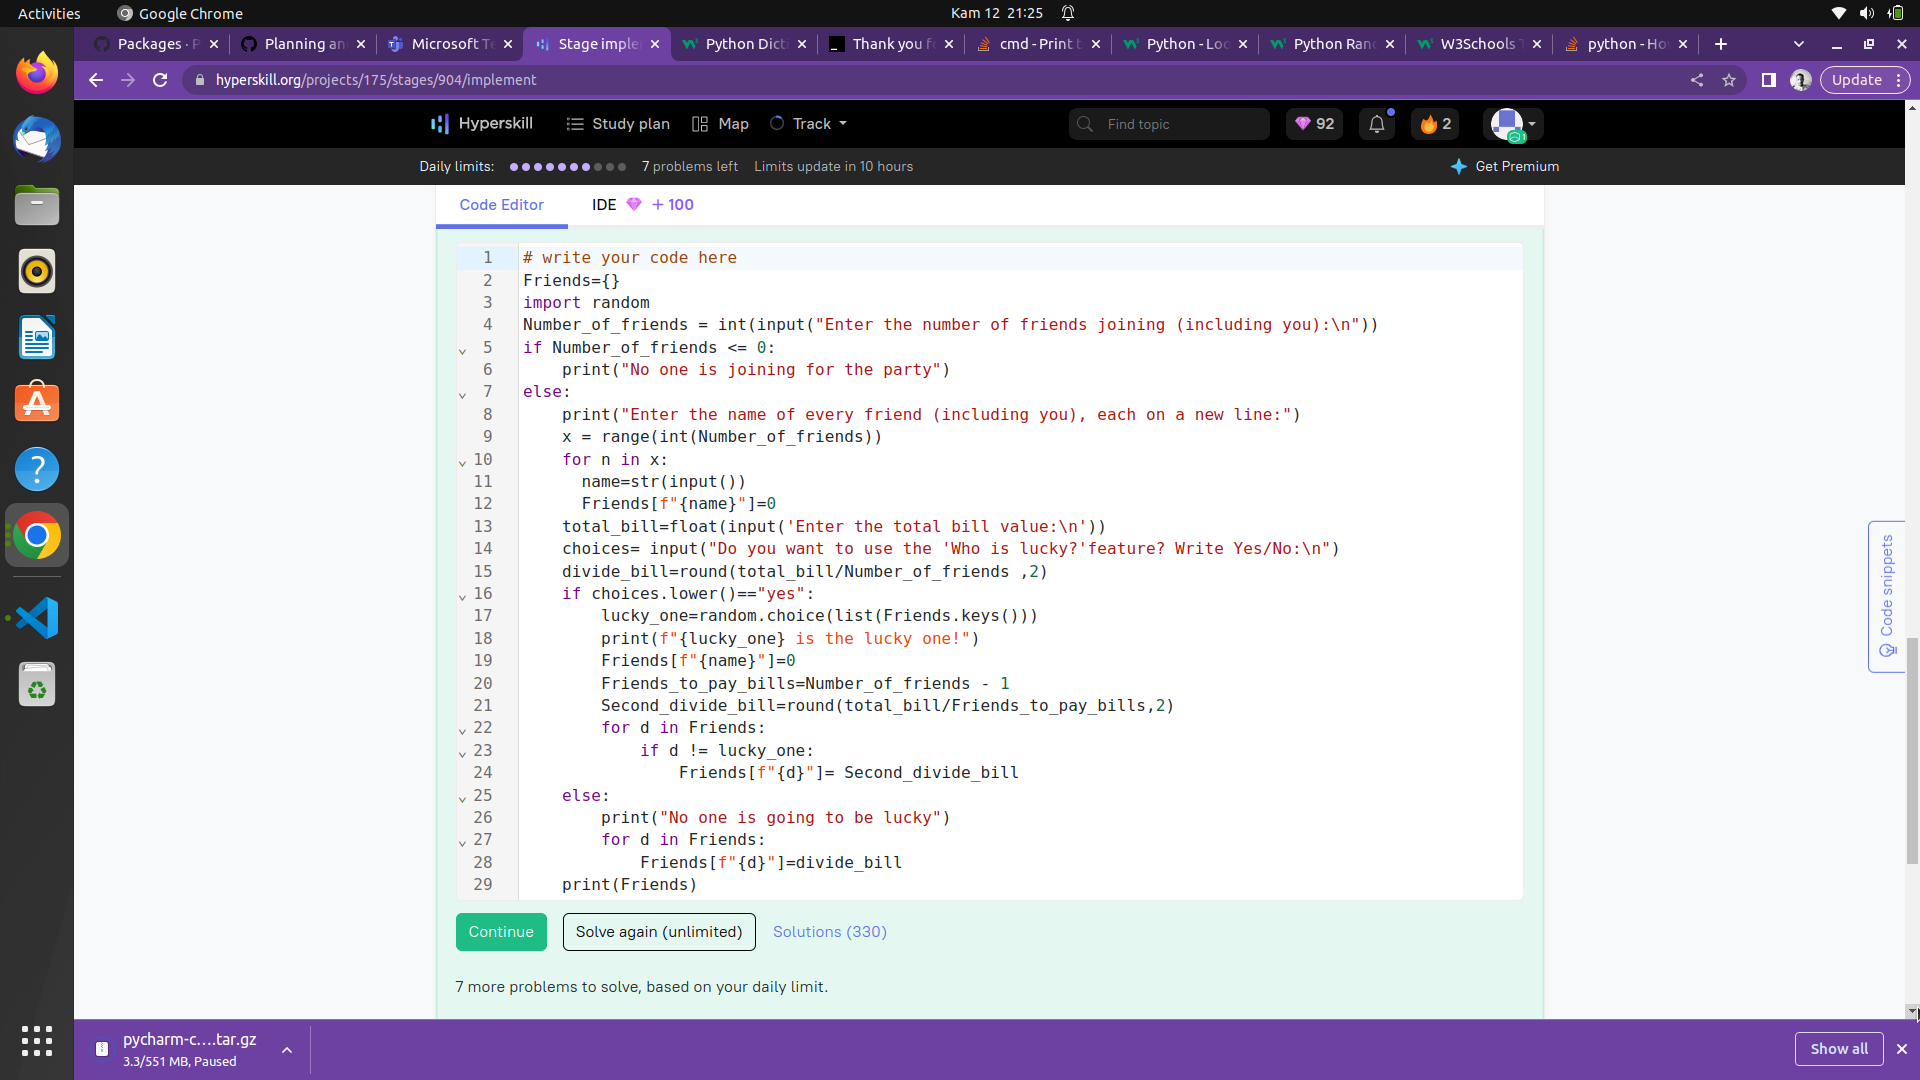 Activities Google Chrome Kam 12 21:25
Packages · P Planning an Microsoft Te Stage imple Python Dict Thank you f cmd - Print t Python - Loo Python Ran W3Schools T python - Ho
hyperskill.org/projects/175/stages/904/implement Update
Hyperskill Study plan Map Track Find topic 92 2 1
Daily limits: 7 problems left Limits update in 10 hours Get Premium
Code Editor IDE + 100
1 # write your code here
2 Friends={}
3 import random
4 Number_of_friends = int(input("Enter the number of friends joining (including you):\n"))
5 if Number_of_friends <= 0:
6     print("No one is joining for the party")
7 else:
8     print("Enter the name of every friend (including you), each on a new line:")
9     x = range(int(Number_of_friends))
10     for n in x:
11       name=str(input())
12       Friends[f"{name}"]=0
13     total_bill=float(input('Enter the total bill value:\n'))
14     choices= input("Do you want to use the 'Who is lucky?'feature? Write Yes/No:\n")
15     divide_bill=round(total_bill/Number_of_friends ,2)
16     if choices.lower()=="yes":
17         lucky_one=random.choice(list(Friends.keys()))
18         print(f"{lucky_one} is the lucky one!")
19         Friends[f"{name}"]=0
20         Friends_to_pay_bills=Number_of_friends - 1
21         Second_divide_bill=round(total_bill/Friends_to_pay_bills,2)
22         for d in Friends:
23             if d != lucky_one:
24                 Friends[f"{d}"]= Second_divide_bill
25     else:
26         print("No one is going to be lucky")
27         for d in Friends:
28             Friends[f"{d}"]=divide_bill
29     print(Friends)
Code snippets
Continue Solve again (unlimited) Solutions (330)
7 more problems to solve, based on your daily limit.
pycharm-c....tar.gz
3.3/551 MB, Paused
Show all